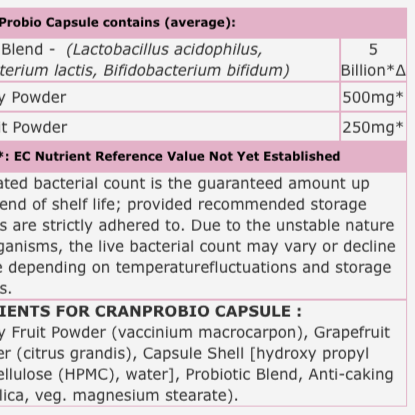 Probio Capsule contains (average):
Blend - (Lactobacillus acidophilus, 5
terium lactis, Bifidobacterium bifidum) Billion*Δ
y Powder 500mg*
it Powder 250mg*
*: EC Nutrient Reference Value Not Yet Established
ated bacterial count is the guaranteed amount up
end of shelf life; provided recommended storage
s are strictly adhered to. Due to the unstable nature
ganisms, the live bacterial count may vary or decline
e depending on temperaturefluctuations and storage
s.
IENTS FOR CRANPROBIO CAPSULE :
y Fruit Powder (vaccinium macrocarpon), Grapefruit
er (citrus grandis), Capsule Shell [hydroxy propyl
ellulose (HPMC), water], Probiotic Blend, Anti-caking
lica, veg. magnesium stearate).